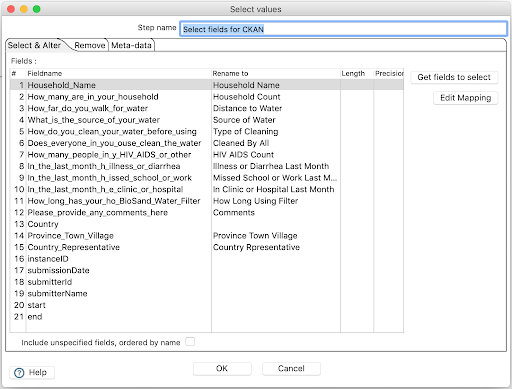 Select values
Step name Select fields for CKAN
Select & Alter Remove Meta-data
Fields :
# Fieldname Rename to Length Precision
1 Household_Name Household Name
2 How_many_are_in_your_household Household Count
3 How_far_do_you_walk_for_water Distance to Water
4 What_is_the_source_of_your_water Source of Water
5 How_do_you_clean_your_water_before_using Type of Cleaning
6 Does_everyone_in_you_ouse_clean_the_water Cleaned By All
7 How_many_people_in_y_HIV_AIDS_or_other HIV AIDS Count
8 In_the_last_month_h_illness_or_diarrhea Illness or Diarrhea Last Month
9 In_the_last_month_h_issed_school_or_work Missed School or Work Last M...
10 In_the_last_month_h_e_clinic_or_hospital In Clinic or Hospital Last Month
11 How_long_has_your_ho_BioSand_Water_Filter How Long Using Filter
12 Please_provide_any_comments_here Comments
13 Country
14 Province_Town_Village Province Town Village
15 Country_Representative Country Rpresentative
16 instanceID
17 submissionDate
18 submitterId
19 submitterName
20 start
21 end
Get fields to select
Edit Mapping
Include unspecified fields, ordered by name
? Help
OK
Cancel